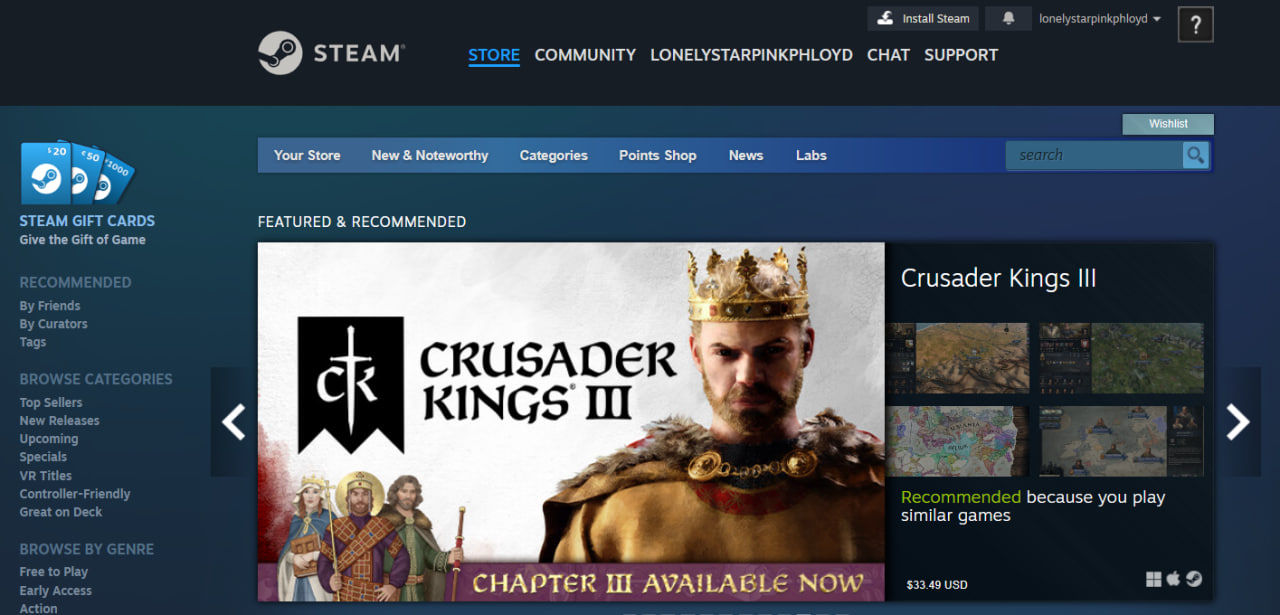 Install Steam
lonelystarpinkphloyd
?
STEAM®
STORE COMMUNITY LONELYSTARPINKPHLOYD CHAT SUPPORT
Wishlist
Your Store New & Noteworthy Categories Points Shop News Labs
search
$20 €50 ¥1000
STEAM GIFT CARDS
Give the Gift of Game
RECOMMENDED
By Friends
By Curators
Tags
BROWSE CATEGORIES
Top Sellers
New Releases
Upcoming
Specials
VR Titles
Controller-Friendly
Great on Deck
BROWSE BY GENRE
Free to Play
Early Access
Action
FEATURED & RECOMMENDED
CK
CRUSADER
KINGS® III
CHAPTER III AVAILABLE NOW
Crusader Kings III
Recommended because you play
similar games
$33.49 USD